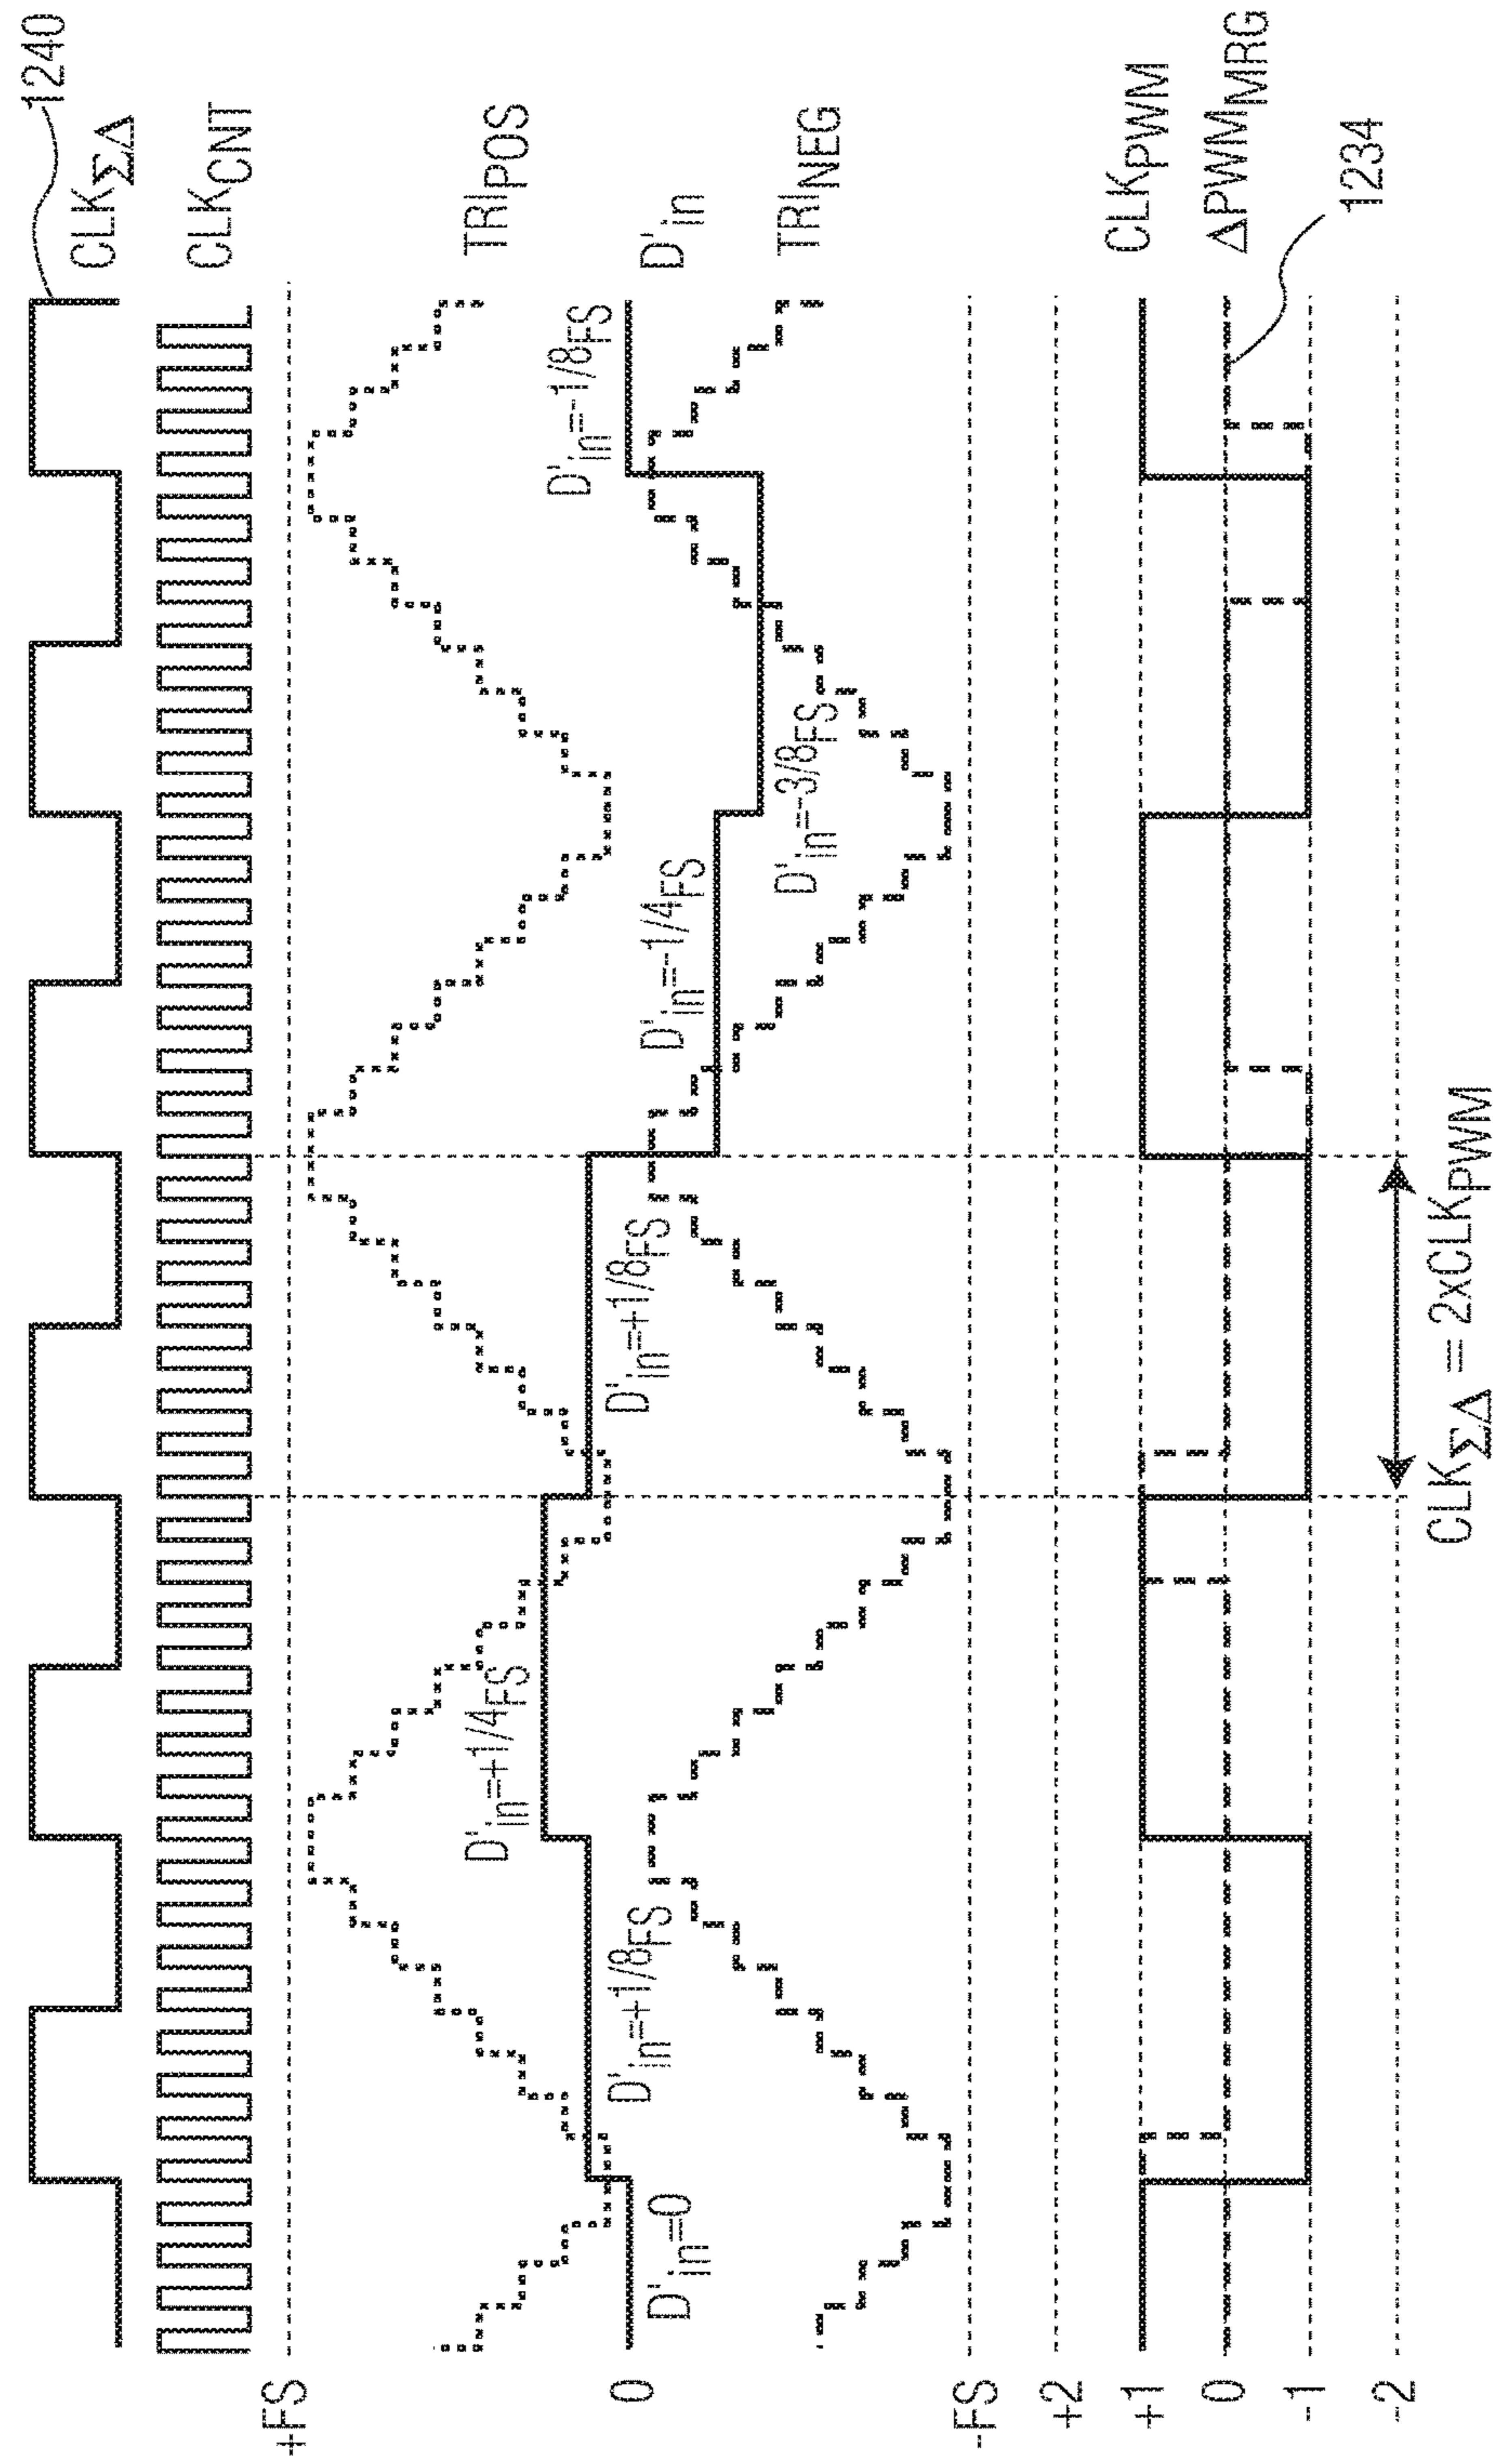 1240
CLKΣΔ
CLKCNT
+FS
TRIPOS
D'in=-1/8FS
D'in=+1/4FS
0
D'in
D'in=0
D'in=+1/8FS
D'in=+1/8FS
D'in=-1/4FS
D'in=-3/8FS
TRINEG
-FS
+2
+1
CLKPWM
0
ΔPWMMRG
-1
1234
-2
CLKΣΔ = 2xCLKPWM